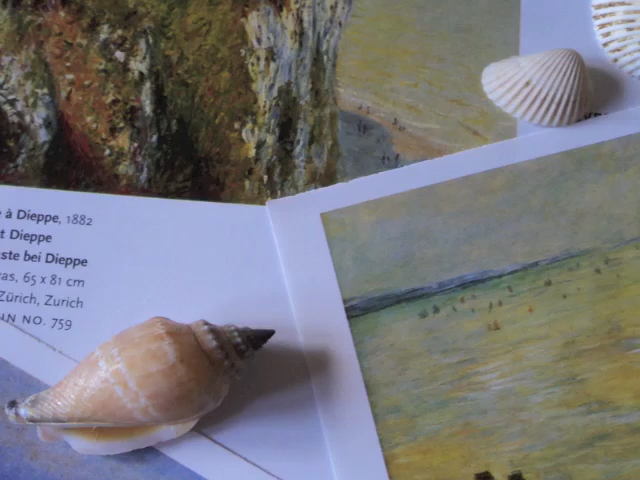 à Dieppe, 1882
t Dieppe
ste bei Dieppe
as, 65 x 81 cm
Zürich, Zurich
NO. 759